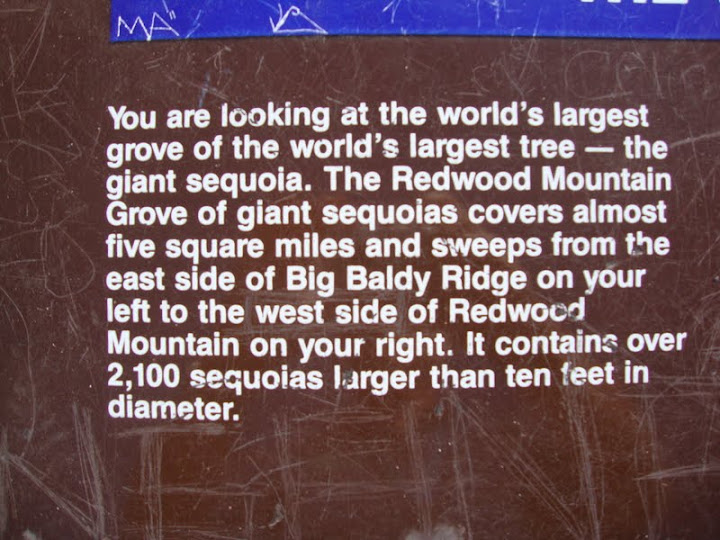 MA
You are looking at the world's largest
grove of the world's largest tree — the
giant sequoia. The Redwood Mountain
Grove of giant sequoias covers almost
five square miles and sweeps from the
east side of Big Baldy Ridge on your
left to the west side of Redwood
Mountain on your right. It contains over
2,100 sequoias larger than ten feet in
diameter.